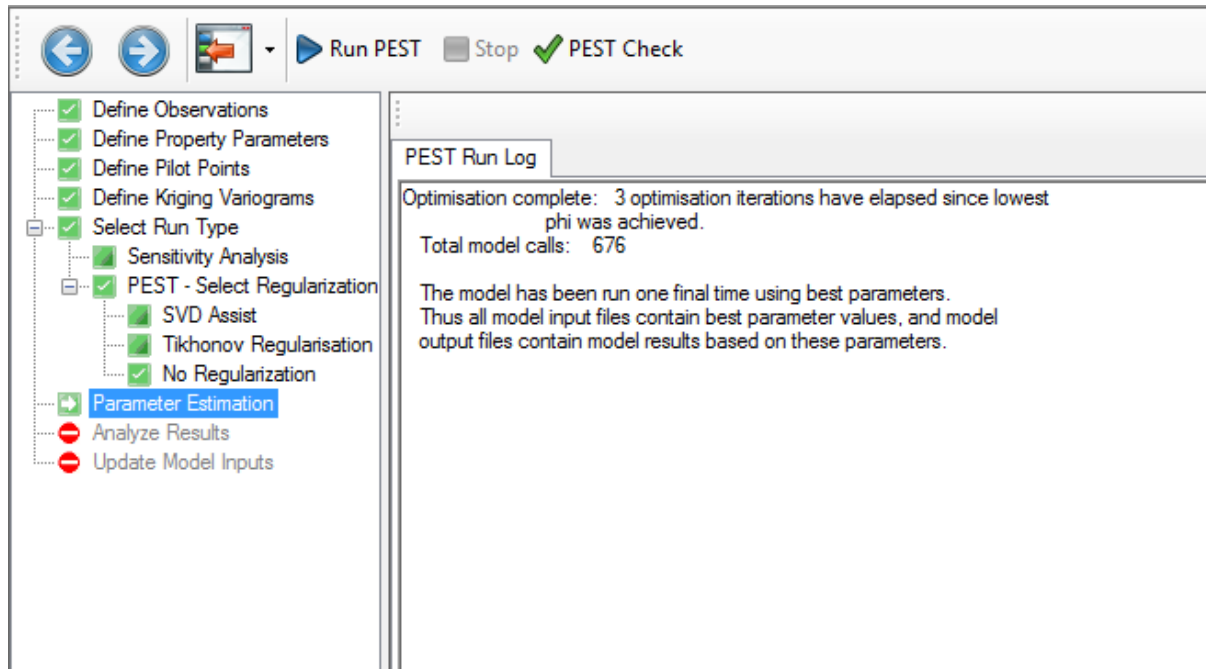 Run PEST Stop PEST Check
Define Observations
Define Property Parameters
Define Pilot Points
Define Kriging Variograms
Select Run Type
Sensitivity Analysis
PEST - Select Regularization
SVD Assist
Tikhonov Regularisation
No Regularization
Parameter Estimation
Analyze Results
Update Model Inputs
PEST Run Log
Optimisation complete: 3 optimisation iterations have elapsed since lowest
phi was achieved.
Total model calls: 676
The model has been run one final time using best parameters.
Thus all model input files contain best parameter values, and model
output files contain model results based on these parameters.